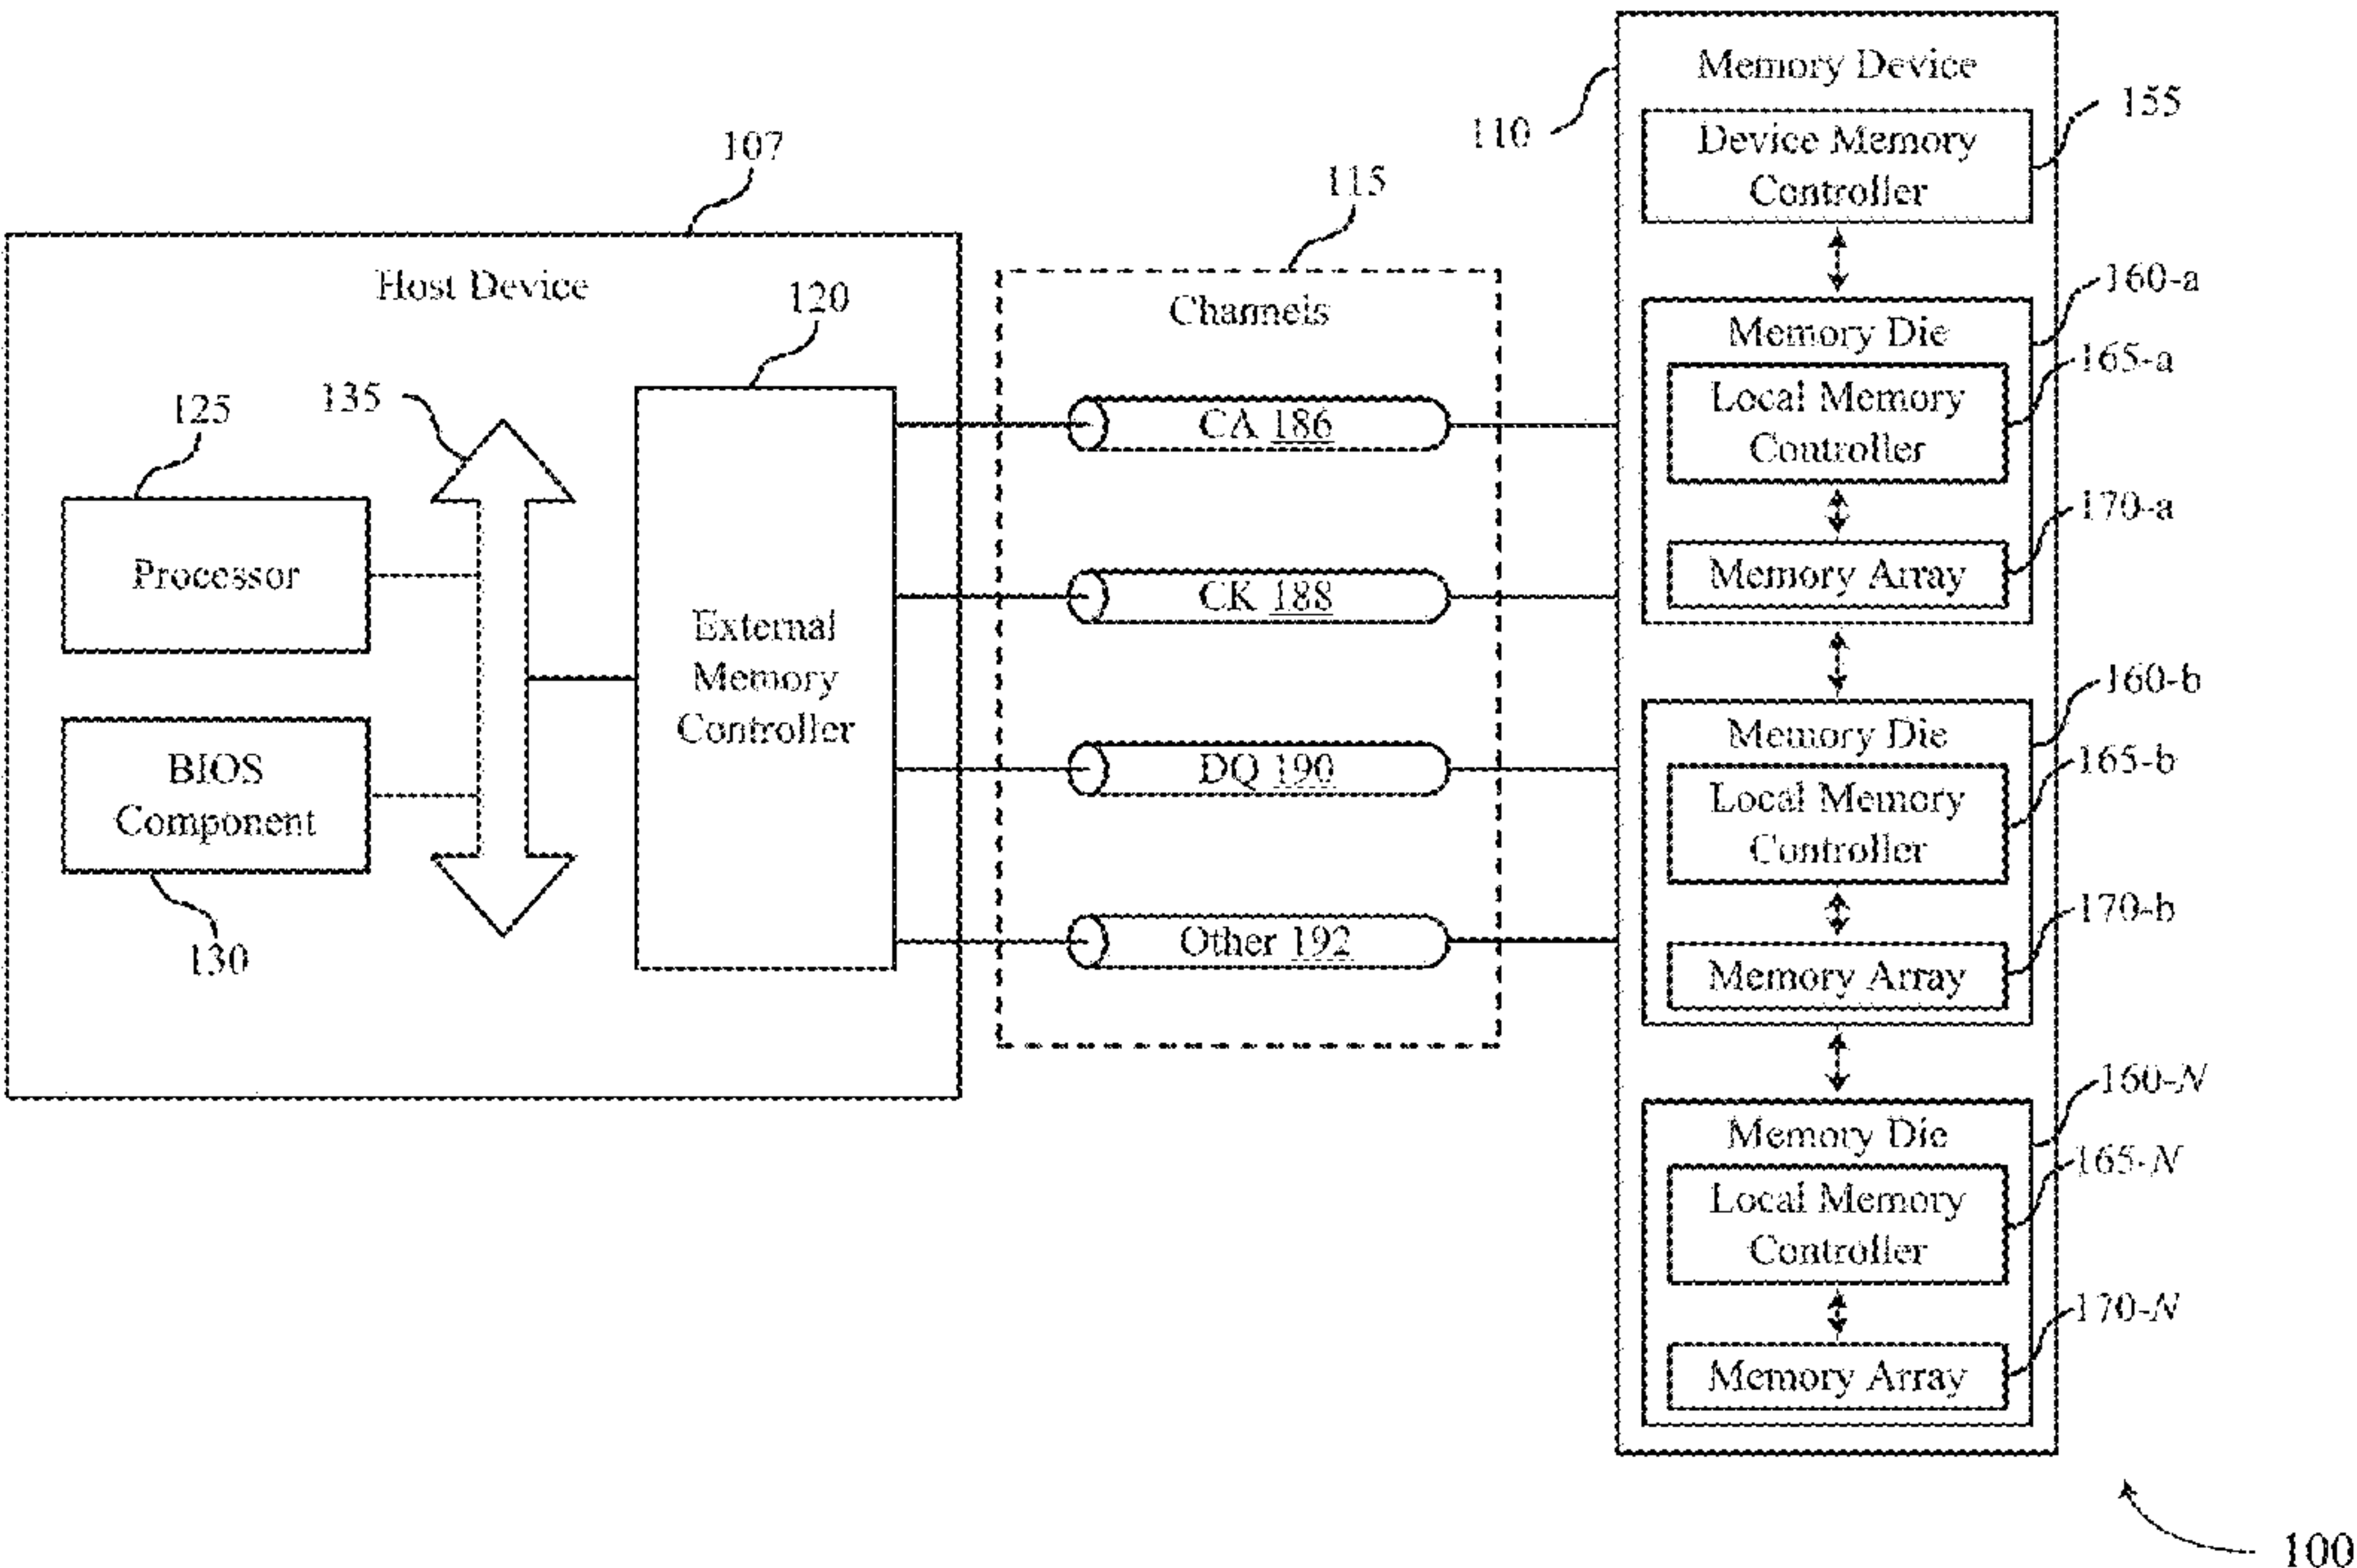 107
Host Device
120
135
125
Processor
External
Memory
Controller
BIOS
Component
130
115
Channels
CA 186
CK 188
DQ 190
Other 192
110
Memory Device
155
Device Memory
Controller
160-a
Memory Die
165-a
Local Memory
Controller
170-a
Memory Array
160-b
Memory Die
165-b
Local Memory
Controller
170-b
Memory Array
160-N
Memory Die
165-N
Local Memory
Controller
170-N
Memory Array
100